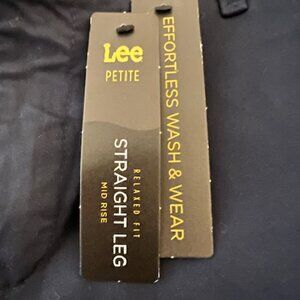 Lee
PETITE
RELAXED FIT
STRAIGHT LEG
MID RISE
EFFORTLESS WASH & WEAR